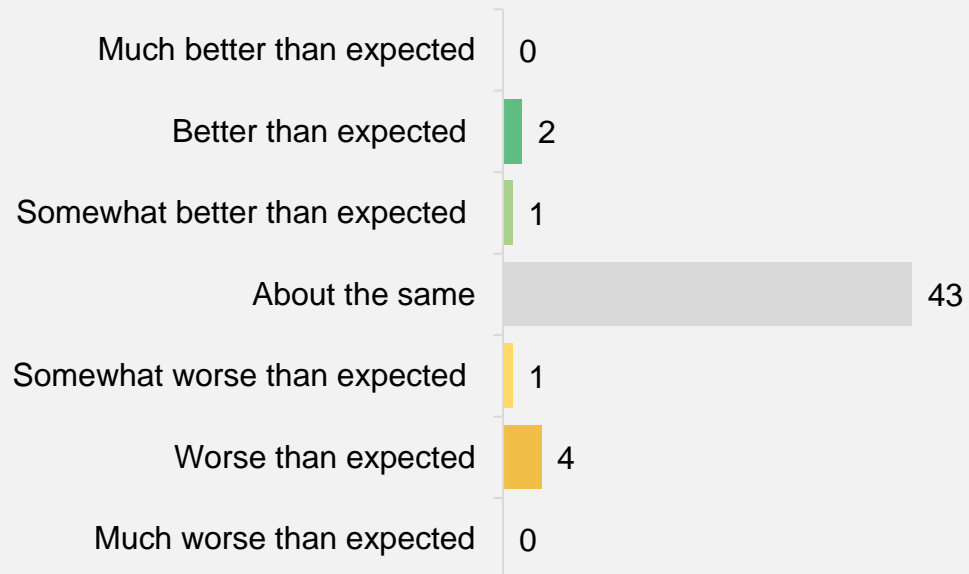 Much better than expected 0
Better than expected 2
Somewhat better than expected 1
About the same 43
Somewhat worse than expected 1
Worse than expected 4
Much worse than expected 0